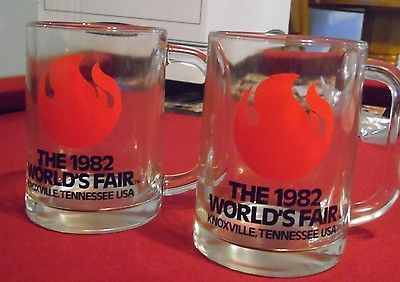 THE 1982
WORLD'S FAIR
KNOXVILLE, TENNESSEE USA
THE 1982
WORLD'S FAIR
KNOXVILLE, TENNESSEE USA